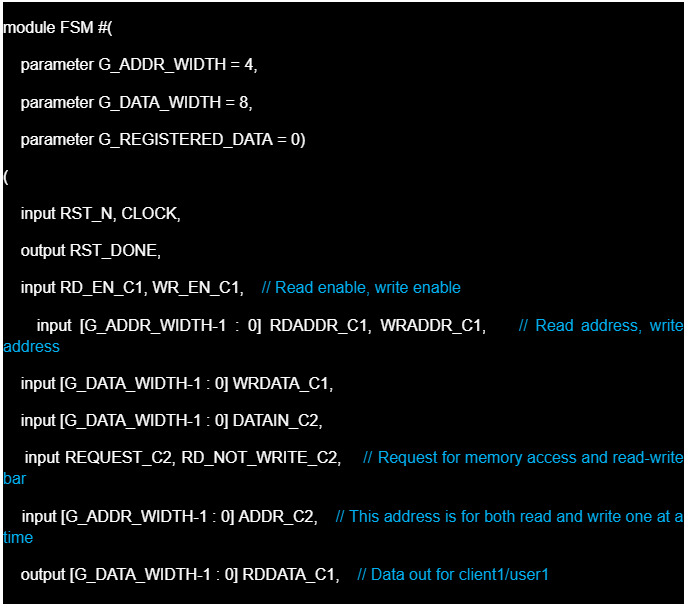 module FSM #(
parameter G_ADDR_WIDTH = 4,
parameter G_DATA_WIDTH = 8,
parameter G_REGISTERED_DATA = 0)
(
input RST_N, CLOCK,
output RST_DONE,
input RD_EN_C1, WR_EN_C1, // Read enable, write enable
input [G_ADDR_WIDTH-1 : 0] RDADDR_C1, WRADDR_C1, // Read address, write
address
input [G_DATA_WIDTH-1 : 0] WRDATA_C1,
input [G_DATA_WIDTH-1 : 0] DATAIN_C2,
input REQUEST_C2, RD_NOT_WRITE_C2, // Request for memory access and read-write
bar
input [G_ADDR_WIDTH-1 : 0] ADDR_C2, // This address is for both read and write one at a
time
output [G_DATA_WIDTH-1 : 0] RDDATA_C1, // Data out for client1/user1